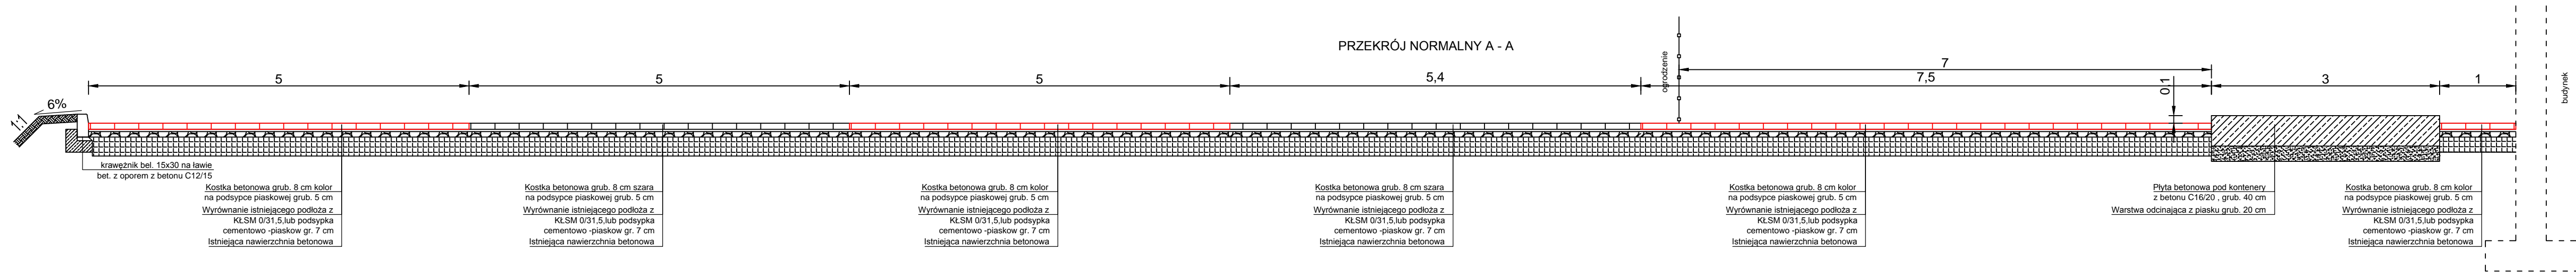 PRZEKRÓJ NORMALNY A - A
1:1
6%
5
5
5
5,4
ogrodzenie
7
7,5
0,1
3
1
budynek
krawężnik bel. 15x30 na ławie
bet. z oporem z betonu C12/15
Kostka betonowa grub. 8 cm kolor
na podsypce piaskowej grub. 5 cm
Wyrównanie istniejącego podłoża z
KŁSM 0/31,5,lub podsypka
cementowo -piaskow gr. 7 cm
Istniejąca nawierzchnia betonowa
Kostka betonowa grub. 8 cm szara
na podsypce piaskowej grub. 5 cm
Wyrównanie istniejącego podłoża z
KŁSM 0/31,5,lub podsypka
cementowo -piaskow gr. 7 cm
Istniejąca nawierzchnia betonowa
Kostka betonowa grub. 8 cm kolor
na podsypce piaskowej grub. 5 cm
Wyrównanie istniejącego podłoża z
KŁSM 0/31,5,lub podsypka
cementowo -piaskow gr. 7 cm
Istniejąca nawierzchnia betonowa
Kostka betonowa grub. 8 cm szara
na podsypce piaskowej grub. 5 cm
Wyrównanie istniejącego podłoża z
KŁSM 0/31,5,lub podsypka
cementowo -piaskow gr. 7 cm
Istniejąca nawierzchnia betonowa
Kostka betonowa grub. 8 cm kolor
na podsypce piaskowej grub. 5 cm
Wyrównanie istniejącego podłoża z
KŁSM 0/31,5,lub podsypka
cementowo -piaskow gr. 7 cm
Istniejąca nawierzchnia betonowa
Płyta betonowa pod kontenery
z betonu C16/20 , grub. 40 cm
Warstwa odcinająca z piasku grub. 20 cm
Kostka betonowa grub. 8 cm kolor
na podsypce piaskowej grub. 5 cm
Wyrównanie istniejącego podłoża z
KŁSM 0/31,5,lub podsypka
cementowo -piaskow gr. 7 cm
Istniejąca nawierzchnia betonowa